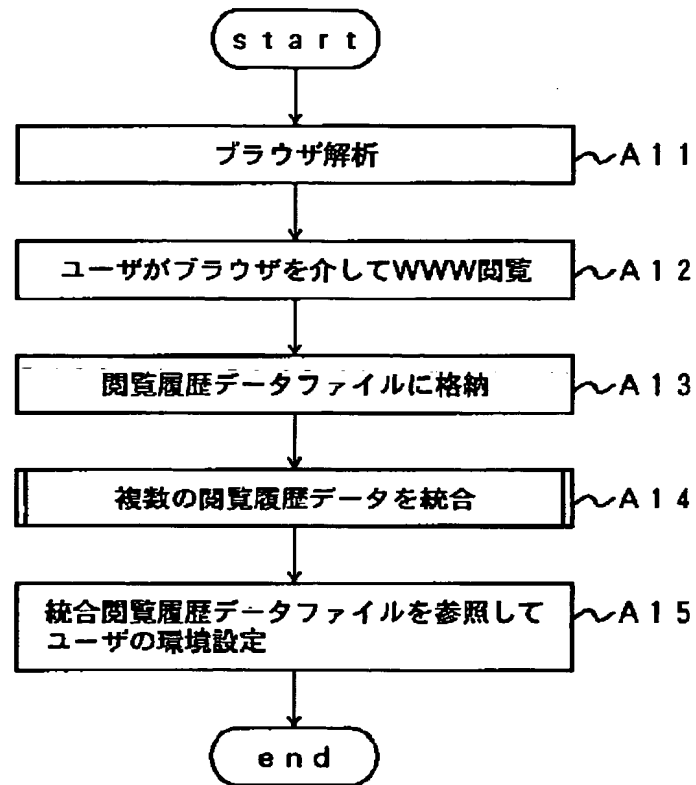 start
ブラウザ解析
A11
ユーザがブラウザを介してWWW閲覧
A12
閲覧履歴データファイルに格納
A13
複数の閲覧履歴データを統合
A14
統合閲覧履歴データファイルを参照して
ユーザの環境設定
A15
end